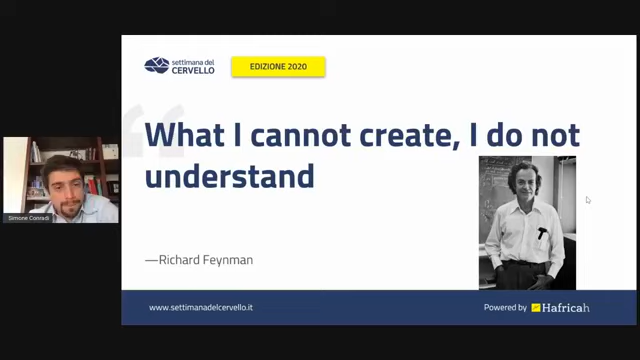 settimana del
CERVELLO
EDIZIONE 2020
What I cannot create, I do not
understand
Simone Conradi
—Richard Feynman
www.settimanadelcervello.it
Powered by Hafricah